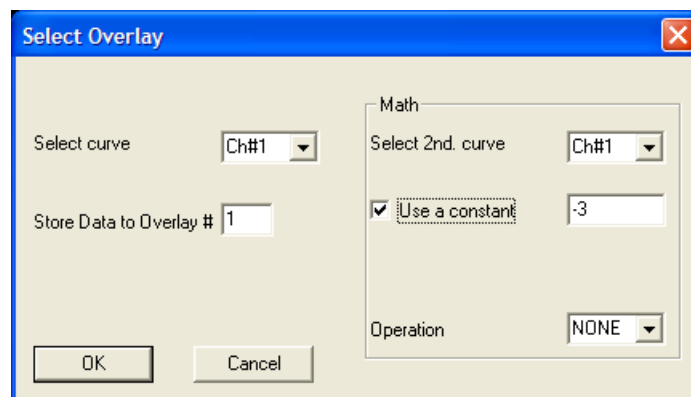 Select Overlay
Select curve
Ch#1
Store Data to Overlay #
1
OK
Cancel
Math
Select 2nd. curve
Ch#1
Use a constant
-3
Operation
NONE